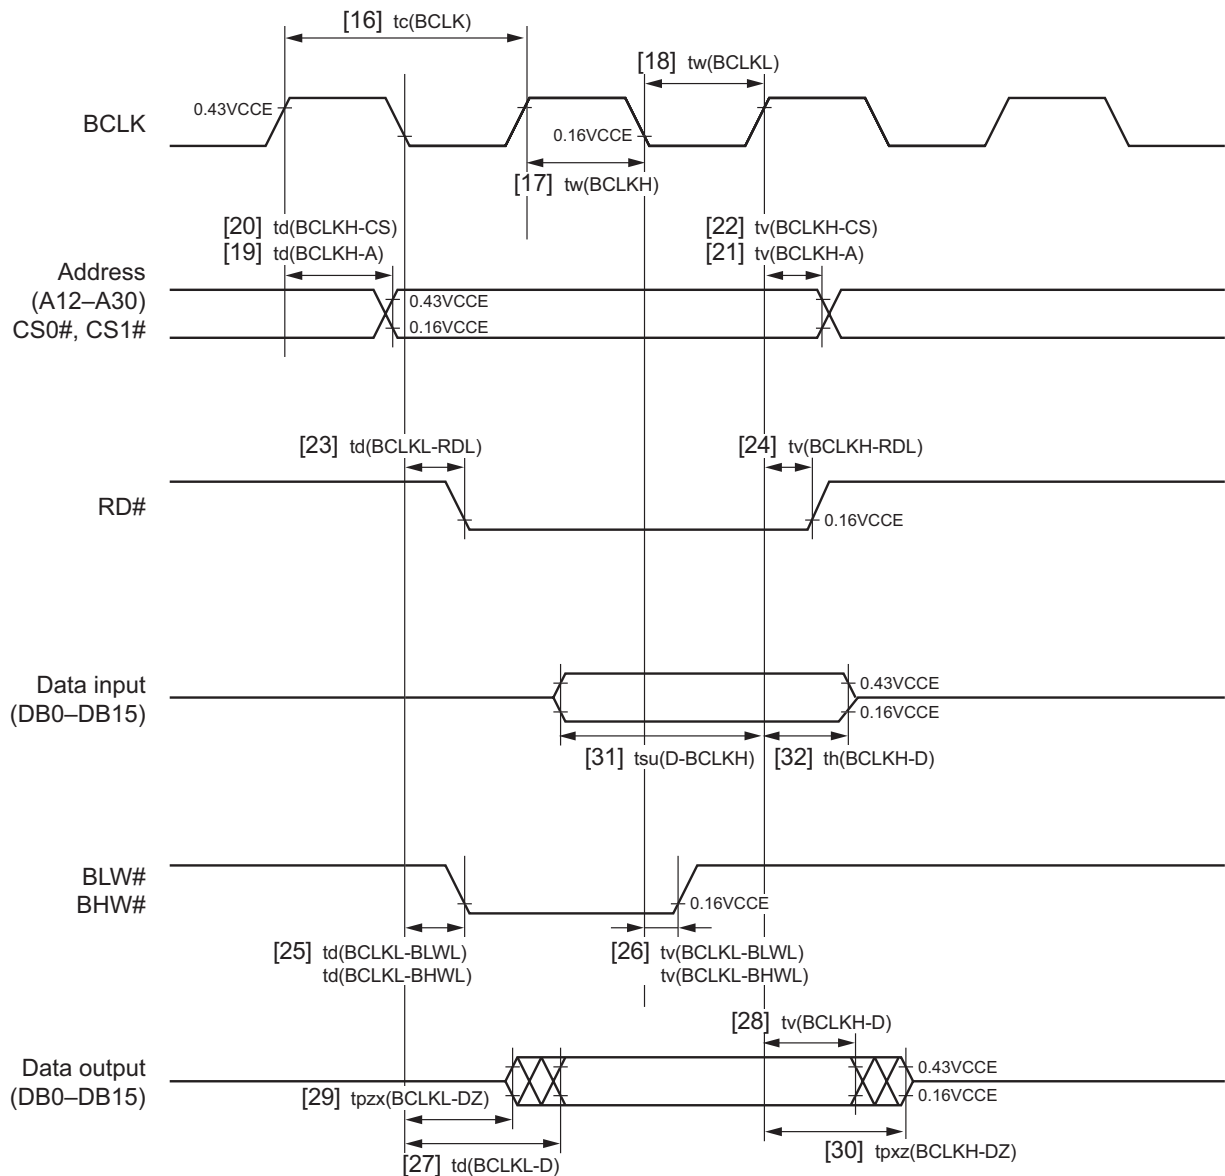 [16] tc(BCLK)
[18] tw(BCLKL)
0.43VCCE
BCLK
0.16VCCE
[17] tw(BCLKH)
[20] td(BCLKH-CS)
[19] td(BCLKH-A)
[22] tv(BCLKH-CS)
[21] tv(BCLKH-A)
Address
(A12–A30)
CS0#, CS1#
0.43VCCE
0.16VCCE
[23] td(BCLKL-RDL)
[24] tv(BCLKH-RDL)
RD#
0.16VCCE
Data input
(DB0–DB15)
0.43VCCE
0.16VCCE
[31] tsu(D-BCLKH)
[32] th(BCLKH-D)
BLW#
BHW#
0.16VCCE
[25] td(BCLKL-BLWL)
td(BCLKL-BHWL)
[26] tv(BCLKL-BLWL)
tv(BCLKL-BHWL)
[28] tv(BCLKH-D)
Data output
(DB0–DB15)
0.43VCCE
0.16VCCE
[29] tpzx(BCLKL-DZ)
[30] tpxz(BCLKH-DZ)
[27] td(BCLKL-D)